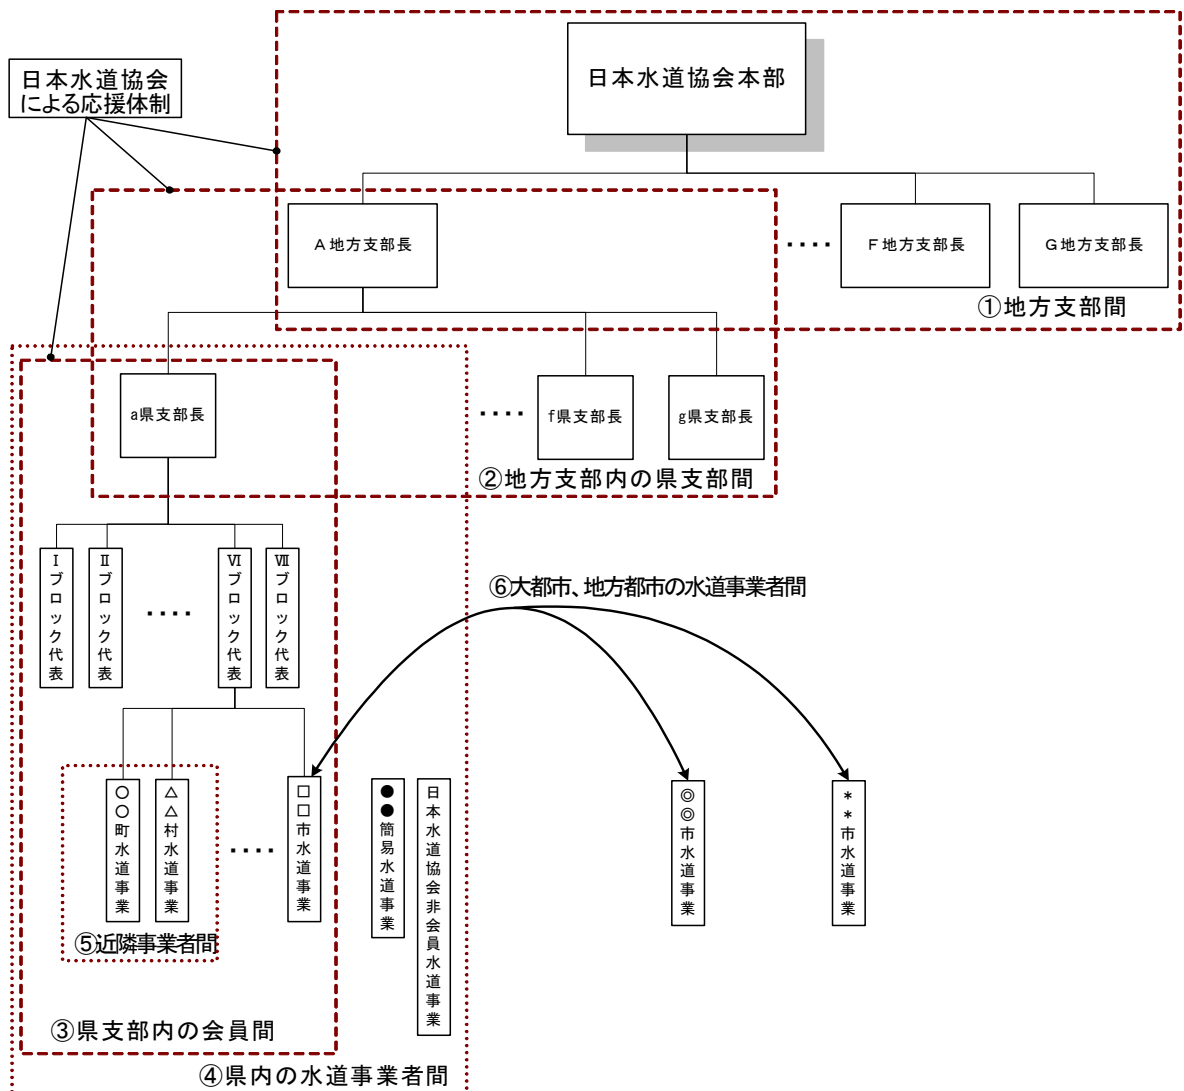 日本水道協会本部
日本水道協会
による応援体制
A地方支部長
････
F地方支部長
G地方支部長
①地方支部間
a県支部長
････
f県支部長
g県支部長
②地方支部内の県支部間
Ⅰブロック代表
Ⅱブロック代表
････
Ⅵブロック代表
Ⅶブロック代表
⑥大都市、地方都市の水道事業者間
○○町水道事業
△△村水道事業
････
□□市水道事業
●●簡易水道事業
日本水道協会非会員水道事業
◎◎市水道事業
＊＊市水道事業
⑤近隣事業者間
③県支部内の会員間
④県内の水道事業者間